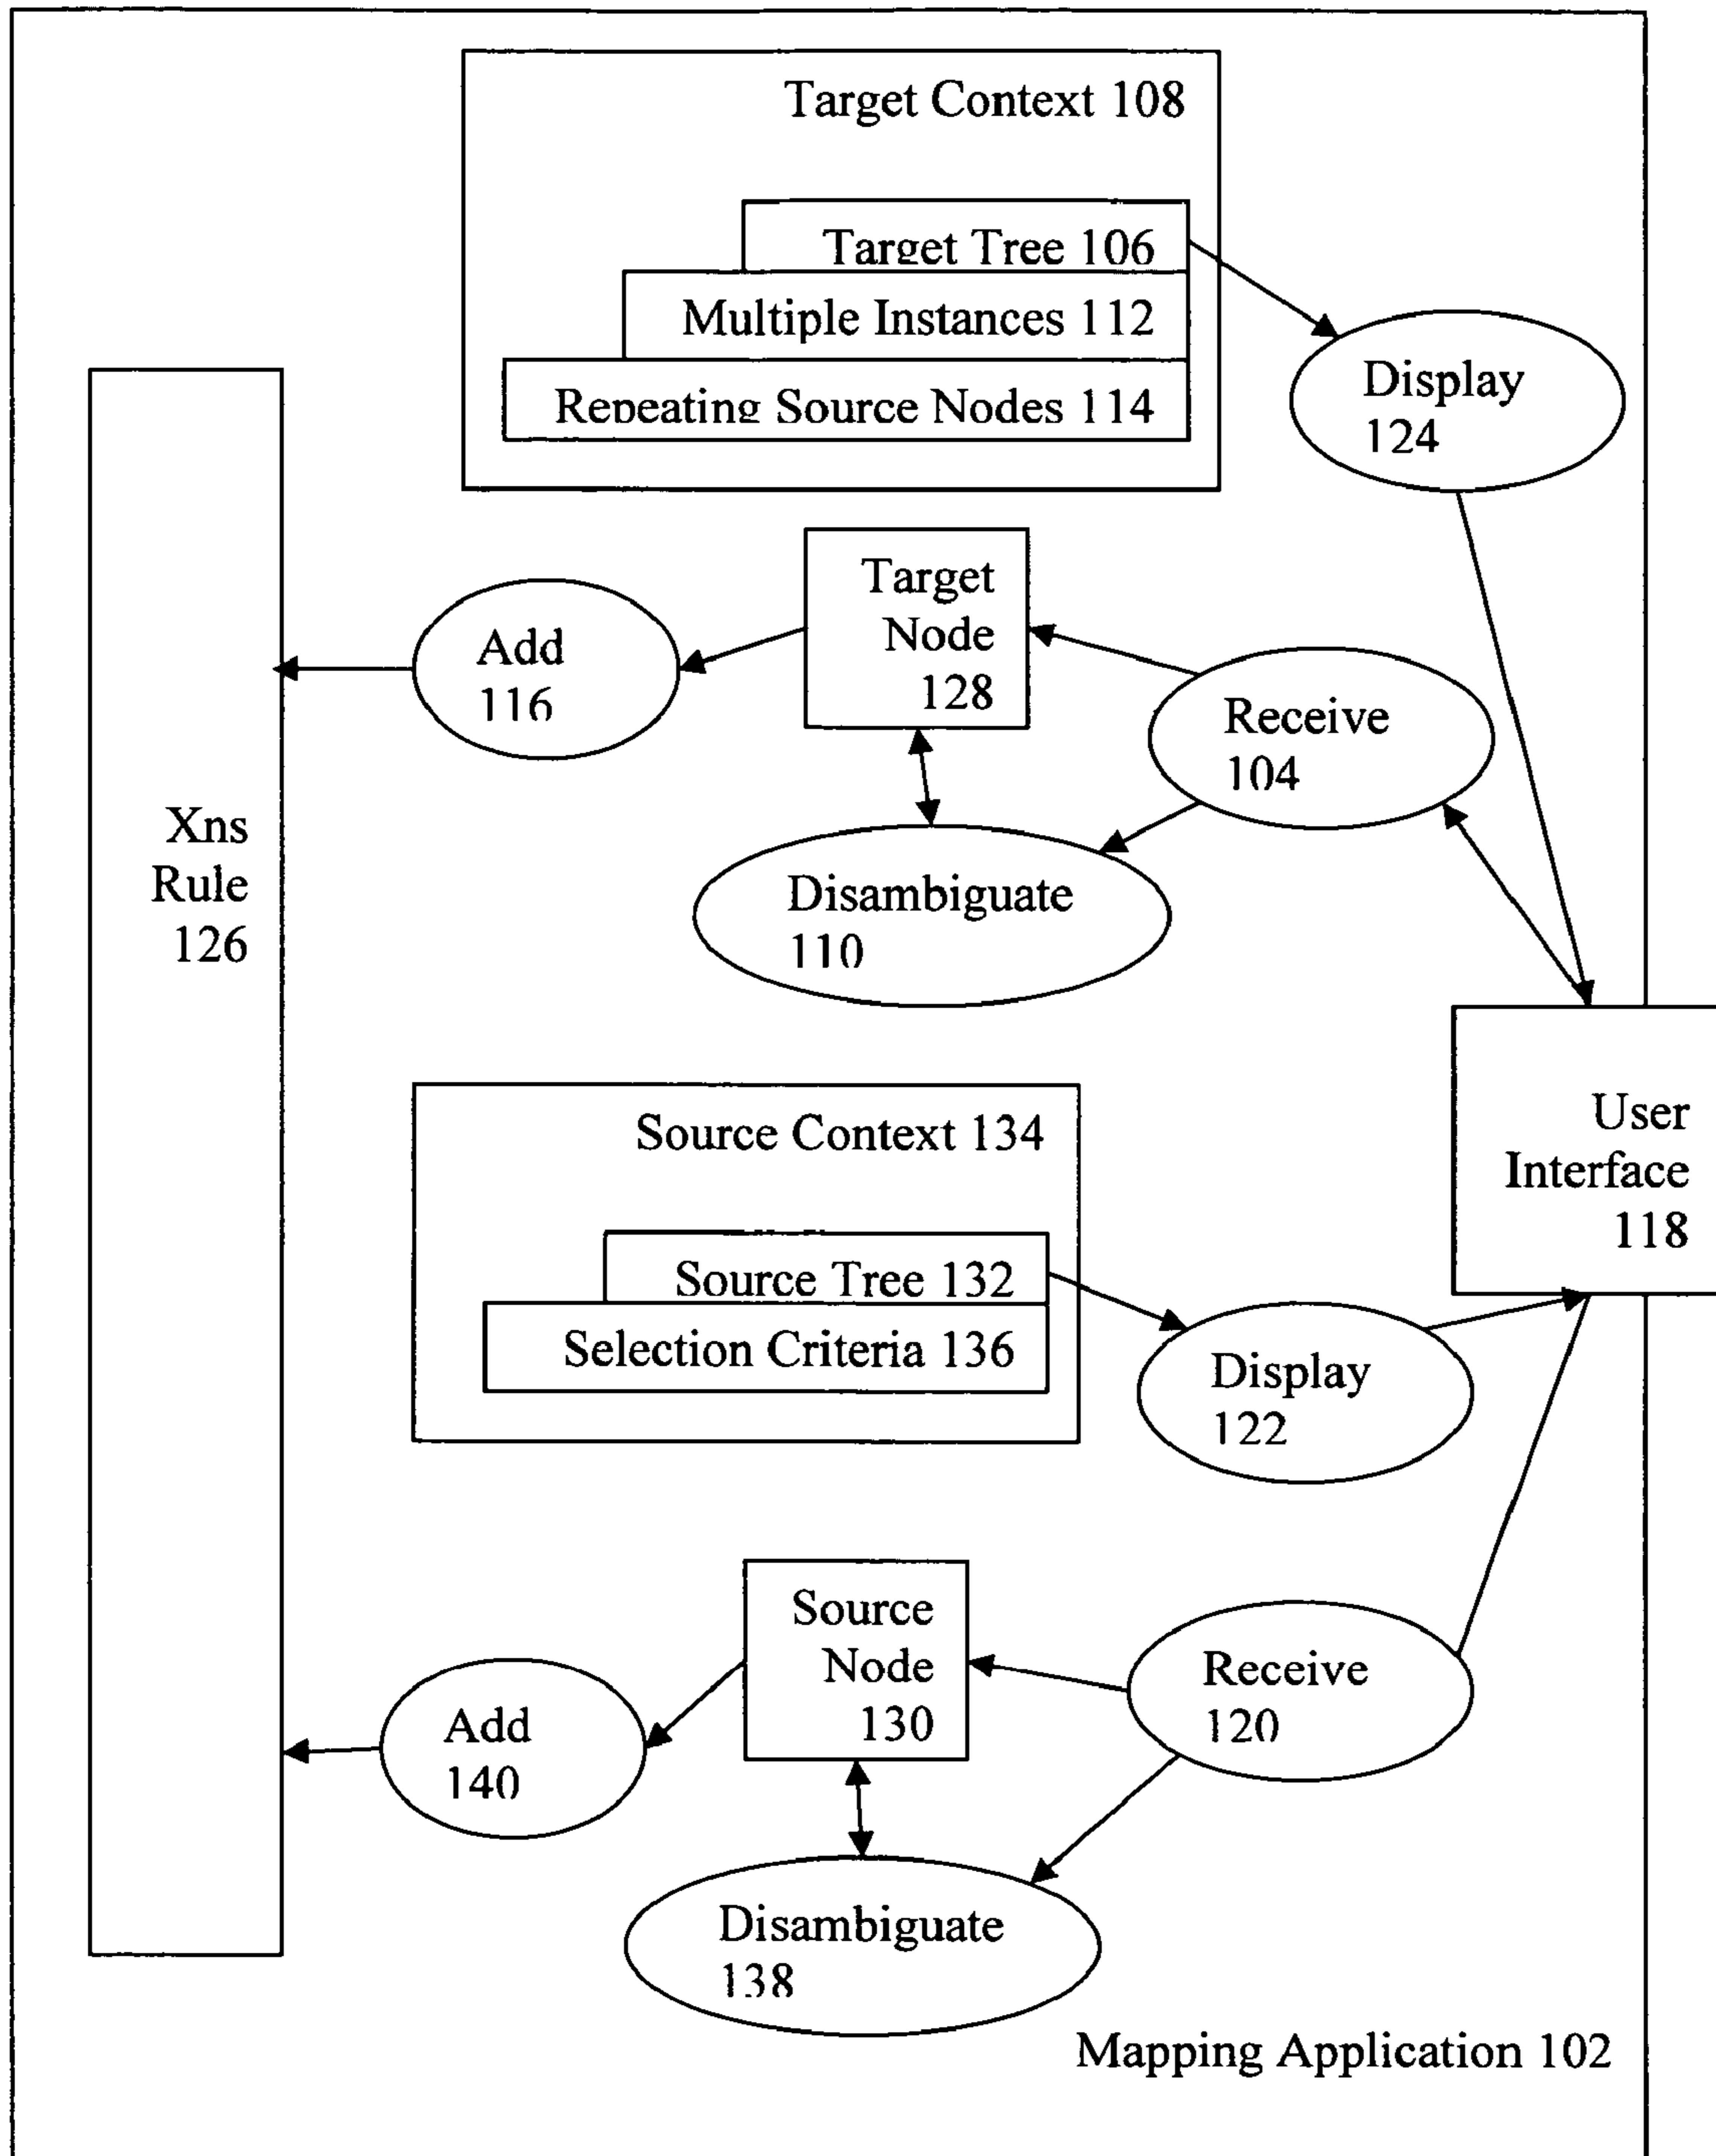 Target Context 108
Target Tree 106
Multiple Instances 112
Repeating Source Nodes 114
Display
124
Target
Node
128
Add
116
Receive
104
Xns
Rule
126
Disambiguate
110
Source Context 134
User
Interface
118
Source Tree 132
Selection Criteria 136
Display
122
Source
Node
130
Receive
120
Add
140
Disambiguate
138
Mapping Application 102